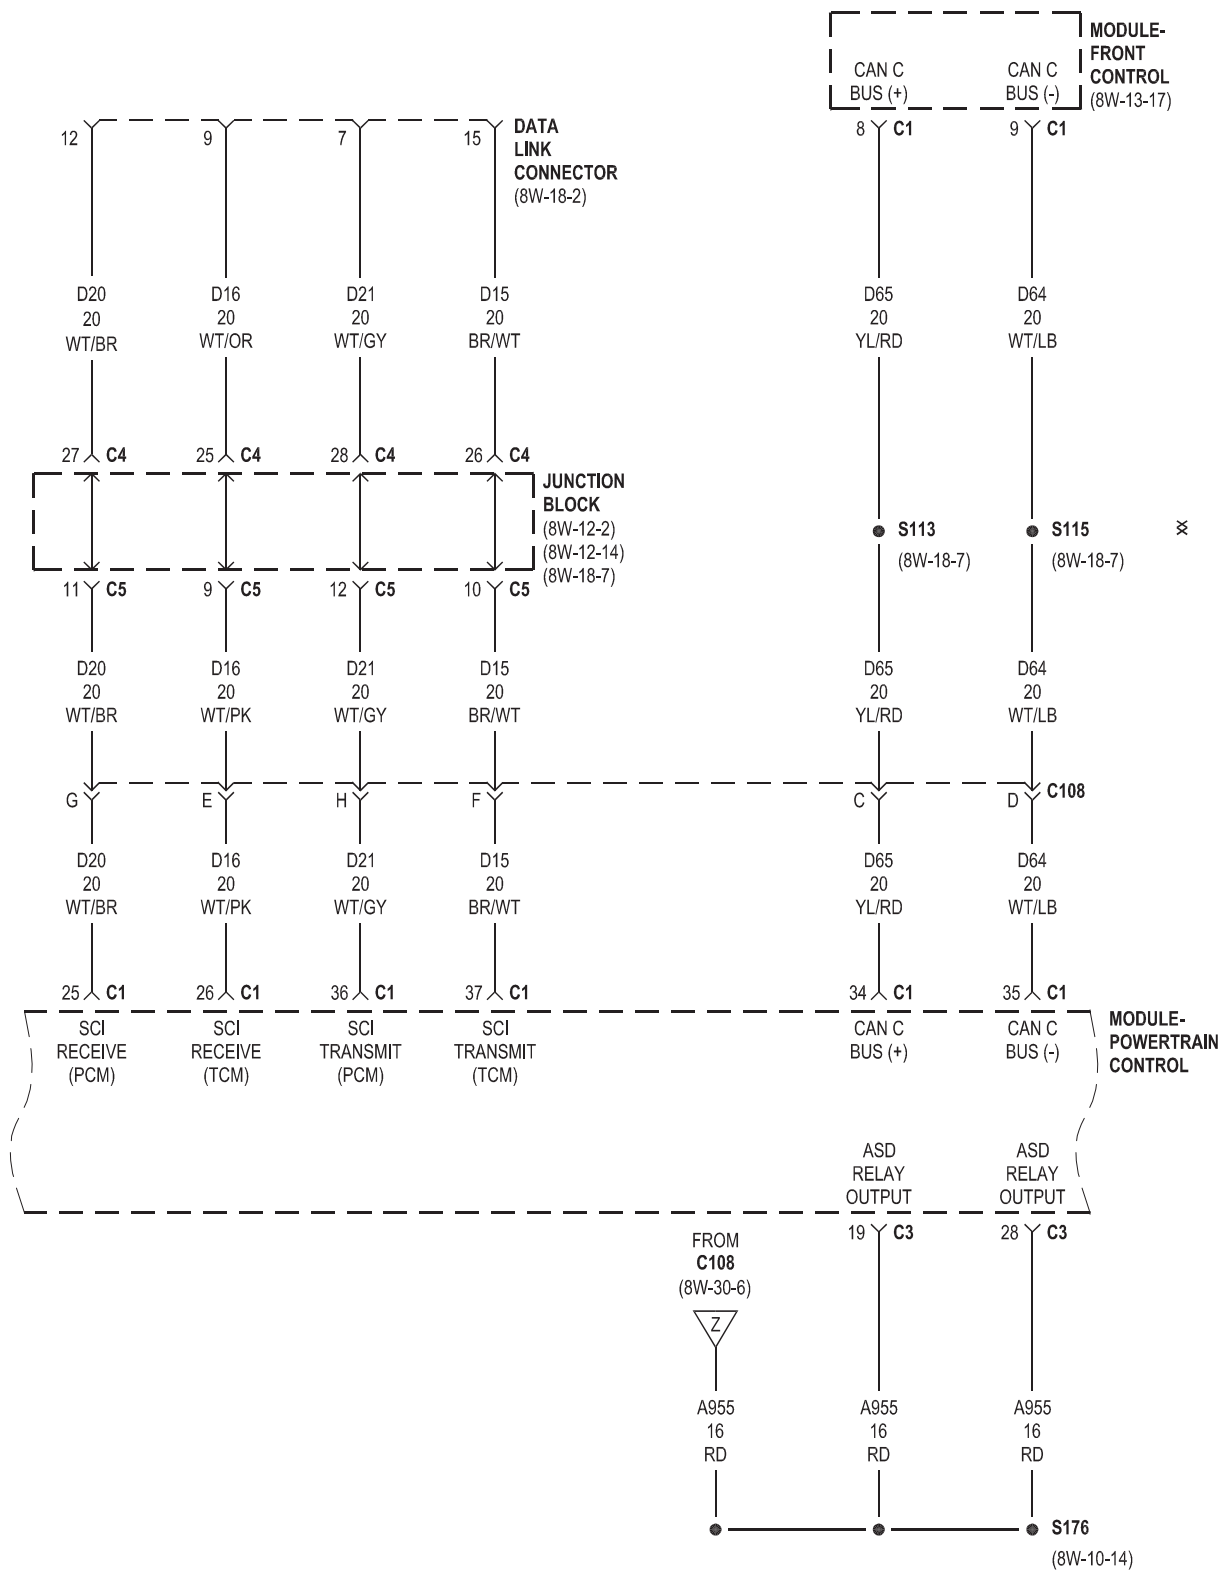 MODULE-
FRONT
CONTROL
(8W-13-17)
CAN C
BUS (+)
CAN C
BUS (-)
8 C1
9 C1
12
9
7
15
DATA
LINK
CONNECTOR
(8W-18-2)
D20
20
WT/BR
D16
20
WT/OR
D21
20
WT/GY
D15
20
BR/WT
D65
20
YL/RD
D64
20
WT/LB
27 C4
25 C4
28 C4
26 C4
JUNCTION
BLOCK
(8W-12-2)
(8W-12-14)
(8W-18-7)
S113
(8W-18-7)
S115
(8W-18-7)
11 C5
9 C5
12 C5
10 C5
D20
20
WT/BR
D16
20
WT/PK
D21
20
WT/GY
D15
20
BR/WT
D65
20
YL/RD
D64
20
WT/LB
G
E
H
F
C
D
C108
D20
20
WT/BR
D16
20
WT/PK
D21
20
WT/GY
D15
20
BR/WT
D65
20
YL/RD
D64
20
WT/LB
25 C1
26 C1
36 C1
37 C1
34 C1
35 C1
SCI
RECEIVE
(PCM)
SCI
RECEIVE
(TCM)
SCI
TRANSMIT
(PCM)
SCI
TRANSMIT
(TCM)
CAN C
BUS (+)
CAN C
BUS (-)
MODULE-
POWERTRAIN
CONTROL
ASD
RELAY
OUTPUT
ASD
RELAY
OUTPUT
19 C3
28 C3
FROM
C108
(8W-30-6)
Z
A955
16
RD
A955
16
RD
A955
16
RD
S176
(8W-10-14)